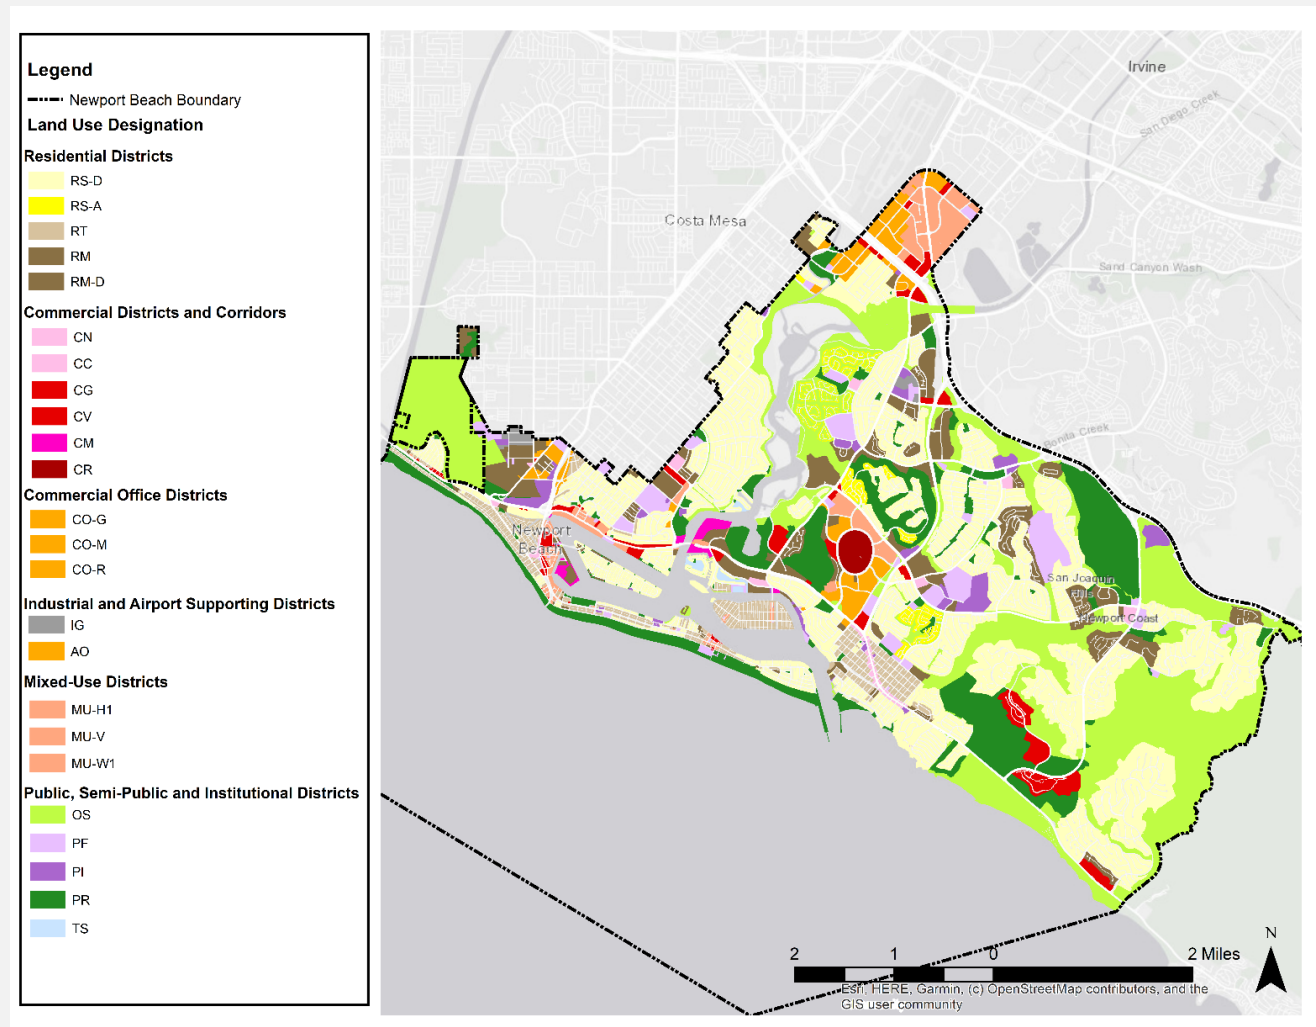 Legend
Newport Beach Boundary
Land Use Designation
Residential Districts
RS-D
RS-A
RT
RM
RM-D
Commercial Districts and Corridors
CN
CC
CG
CV
CM
CR
Commercial Office Districts
CO-G
CO-M
CO-R
Industrial and Airport Supporting Districts
IG
AO
Mixed-Use Districts
MU-H1
MU-V
MU-W1
Public, Semi-Public and Institutional Districts
OS
PF
PI
PR
TS
Irvine
San Diego Creek
Costa Mesa
Sand Canyon Wash
Bonita Creek
Newport
Beach
San Joaquin
Hills
Newport Coast
N
2 1 0 2 Miles
Esri, HERE, Garmin, (c) OpenStreetMap contributors, and the
GIS user community